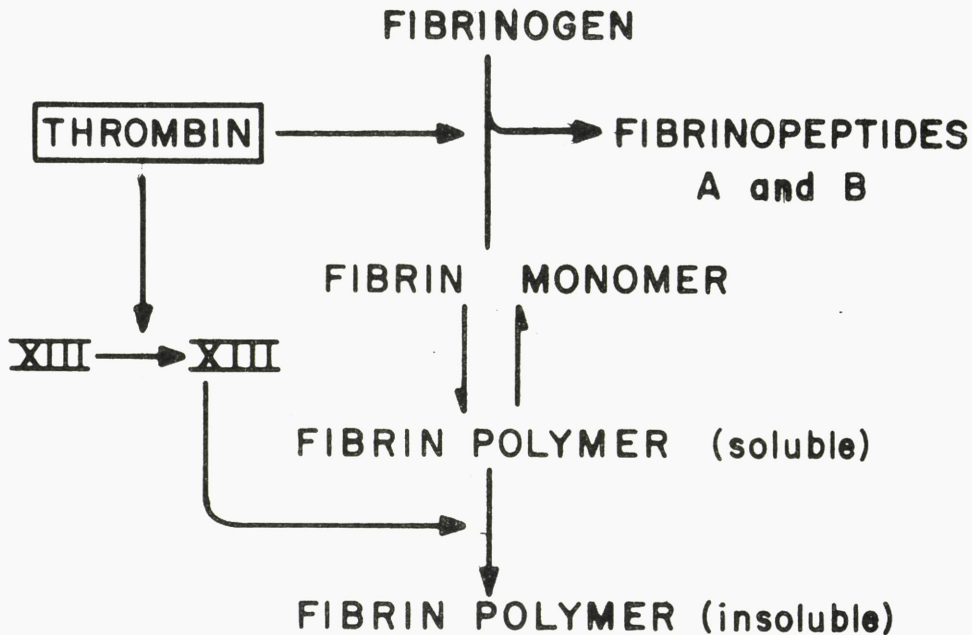 FIBRINOGEN
THROMBIN
FIBRINOPEPTIDES
A and B
FIBRIN MONOMER
XIII
XIII
FIBRIN POLYMER (soluble)
FIBRIN POLYMER (insoluble)